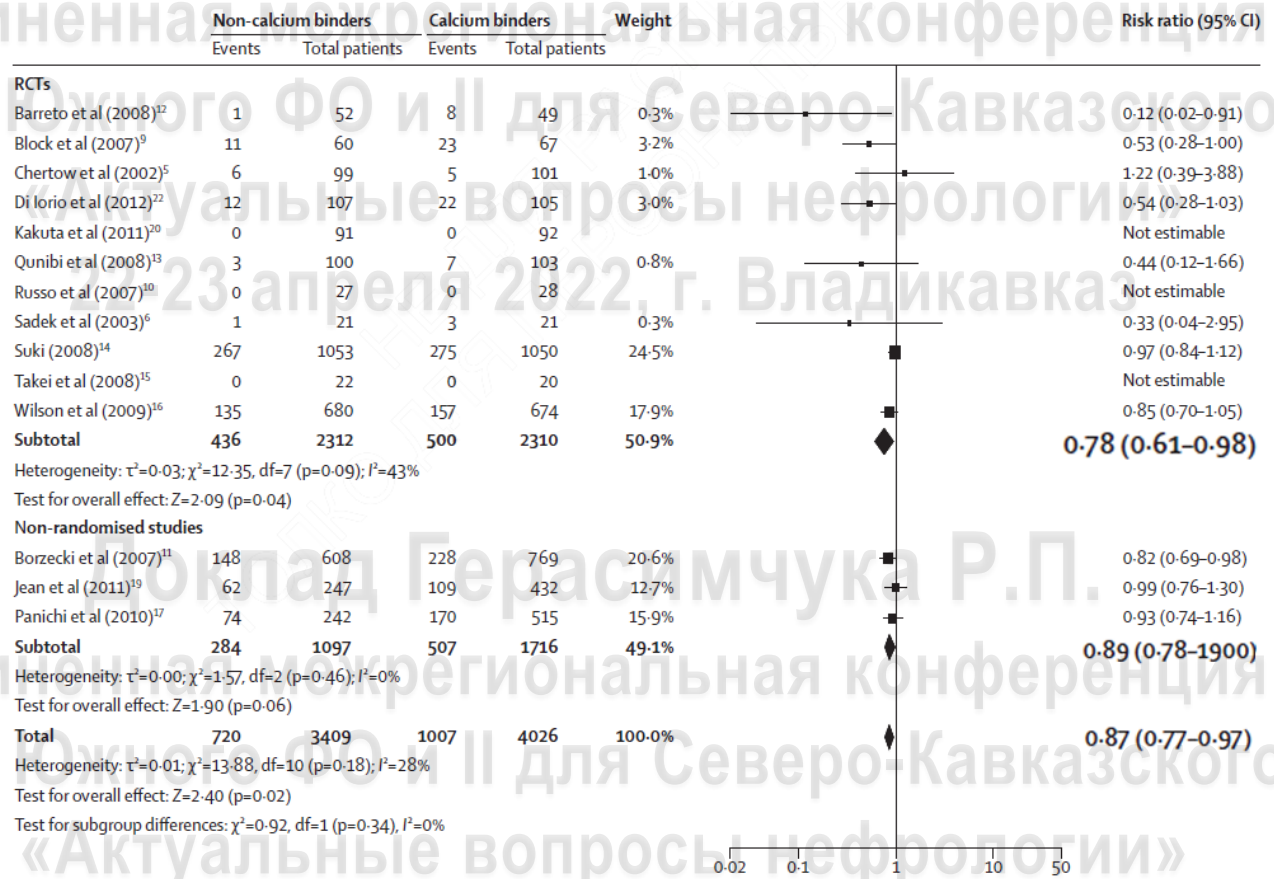 Non-calcium binders Calcium binders Weight Risk ratio (95% CI)
Events Total patients Events Total patients
RCTs
Barreto et al (2008)¹² 1 52 8 49 0·3% 0·12 (0·02–0·91)
Block et al (2007)⁹ 11 60 23 67 3·2% 0·53 (0·28–1·00)
Chertow et al (2002)⁵ 6 99 5 101 1·0% 1·22 (0·39–3·88)
Di Iorio et al (2012)²² 12 107 22 105 3·0% 0·54 (0·28–1·03)
Kakuta et al (2011)²⁰ 0 91 0 92 Not estimable
Qunibi et al (2008)¹³ 3 100 7 103 0·8% 0·44 (0·12–1·66)
Russo et al (2007)¹⁰ 0 27 0 28 Not estimable
Sadek et al (2003)⁶ 1 21 3 21 0·3% 0·33 (0·04–2·95)
Suki (2008)¹⁴ 267 1053 275 1050 24·5% 0·97 (0·84–1·12)
Takei et al (2008)¹⁵ 0 22 0 20 Not estimable
Wilson et al (2009)¹⁶ 135 680 157 674 17·9% 0·85 (0·70–1·05)
Subtotal 436 2312 500 2310 50·9% 0·78 (0·61–0·98)
Heterogeneity: τ²=0·03; χ²=12·35, df=7 (p=0·09); I²=43%
Test for overall effect: Z=2·09 (p=0·04)
Non-randomised studies
Borzecki et al (2007)¹¹ 148 608 228 769 20·6% 0·82 (0·69–0·98)
Jean et al (2011)¹⁹ 62 247 109 432 12·7% 0·99 (0·76–1·30)
Panichi et al (2010)¹⁷ 74 242 170 515 15·9% 0·93 (0·74–1·16)
Subtotal 284 1097 507 1716 49·1% 0·89 (0·78–1900)
Heterogeneity: τ²=0·00; χ²=1·57, df=2 (p=0·46); I²=0%
Test for overall effect: Z=1·90 (p=0·06)
Total 720 3409 1007 4026 100·0% 0·87 (0·77–0·97)
Heterogeneity: τ²=0·01; χ²=13·88, df=10 (p=0·18); I²=28%
Test for overall effect: Z=2·40 (p=0·02)
Test for subgroup differences: χ²=0·92, df=1 (p=0·34), I²=0%
0·02 0·1 1 10 50
межрегиональная конференция
Южного ФО и II для Северо-Кавказского
«Актуальные вопросы нефрологии»
22-23 апреля 2022, г. Владикавказ
Доклад Герасимчука Р.П.
межрегиональная конференция
Южного ФО и II для Северо-Кавказского
«Актуальные вопросы нефрологии»